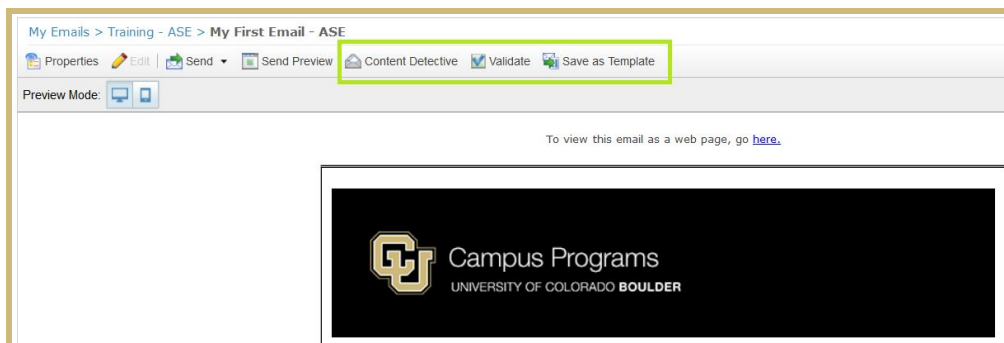 My Emails > Training - ASE > My First Email - ASE
Properties Edit Send Send Preview Content Detective Validate Save as Template
Preview Mode:
To view this email as a web page, go here.
CU Campus Programs
UNIVERSITY OF COLORADO BOULDER